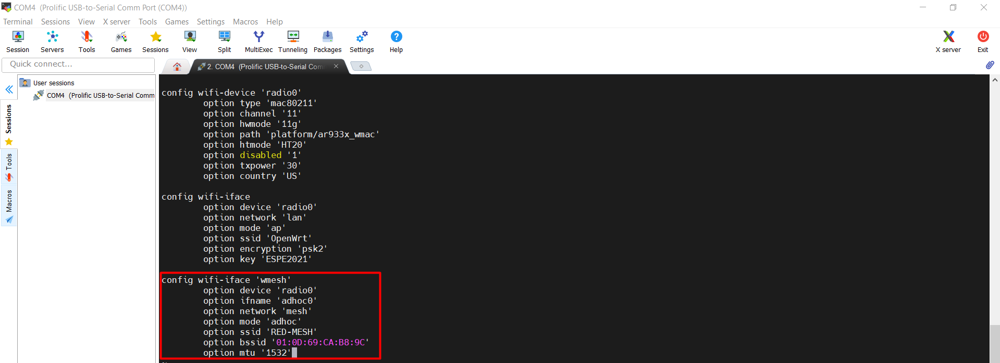 COM4 (Prolific USB-to-Serial Comm Port (COM4))
Terminal Sessions View X server Tools Games Settings Macros Help
Session Servers Tools Games Sessions View Split MultiExec Tunneling Packages Settings Help X server Exit
Quick connect...
2. COM4 (Prolific USB-to-Serial Com
User sessions
COM4 (Prolific USB-to-Serial Comm
Sessions
Tools
Macros
config wifi-device 'radio0'
option type 'mac80211'
option channel '11'
option hwmode '11g'
option path 'platform/ar933x_wmac'
option htmode 'HT20'
option disabled '1'
option txpower '30'
option country 'US'
config wifi-iface
option device 'radio0'
option network 'lan'
option mode 'ap'
option ssid 'OpenWrt'
option encryption 'psk2'
option key 'ESPE2021'
config wifi-iface 'wmesh'
option device 'radio0'
option ifname 'adhoc0'
option network 'mesh'
option mode 'adhoc'
option ssid 'RED-MESH'
option bssid '01:0D:69:CA:B8:9C'
option mtu '1532'